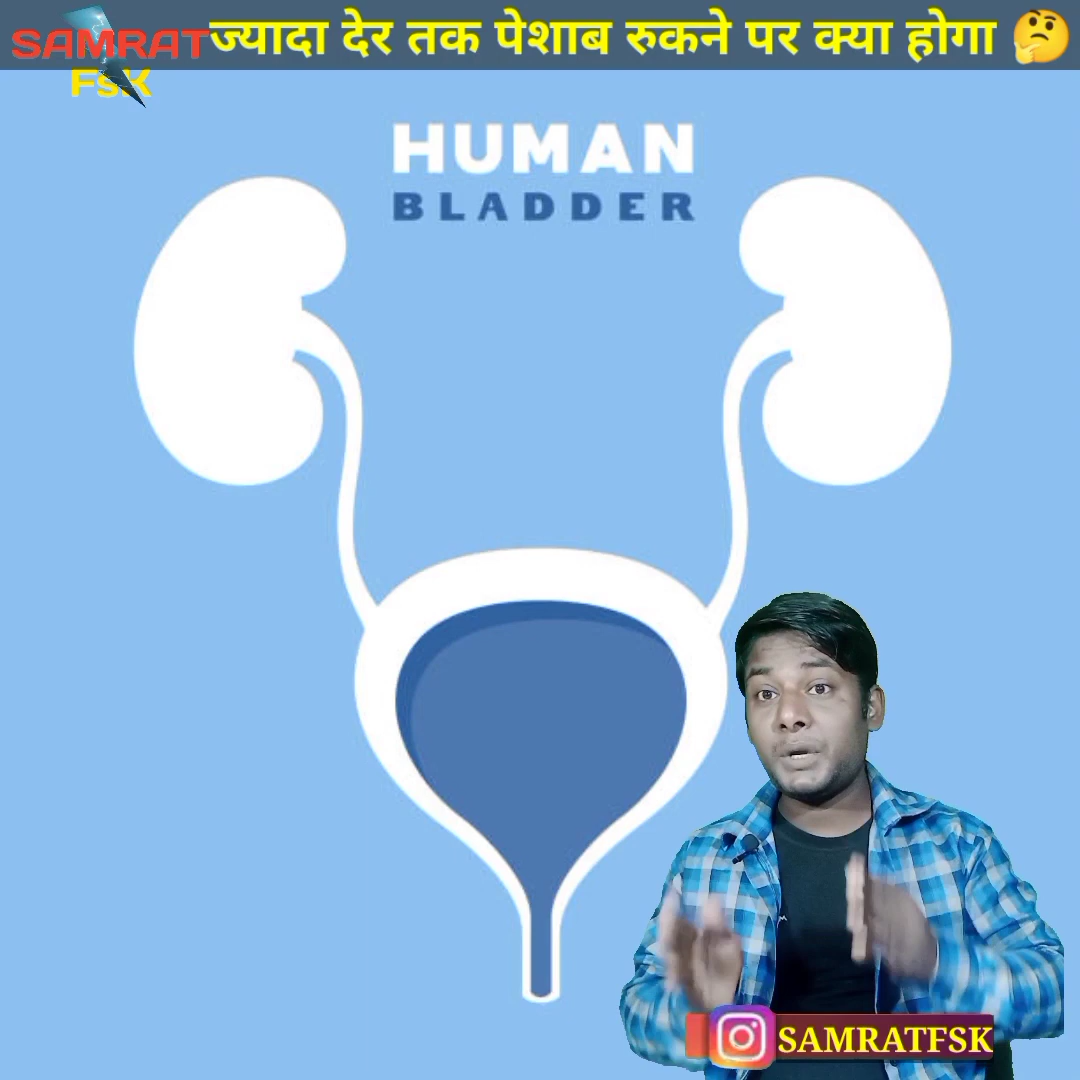 SAMRAT
FsK
ज्यादा देर तक पेशाब रुकने पर क्या होगा 🤔
HUMAN
BLADDER
SAMRATFSK